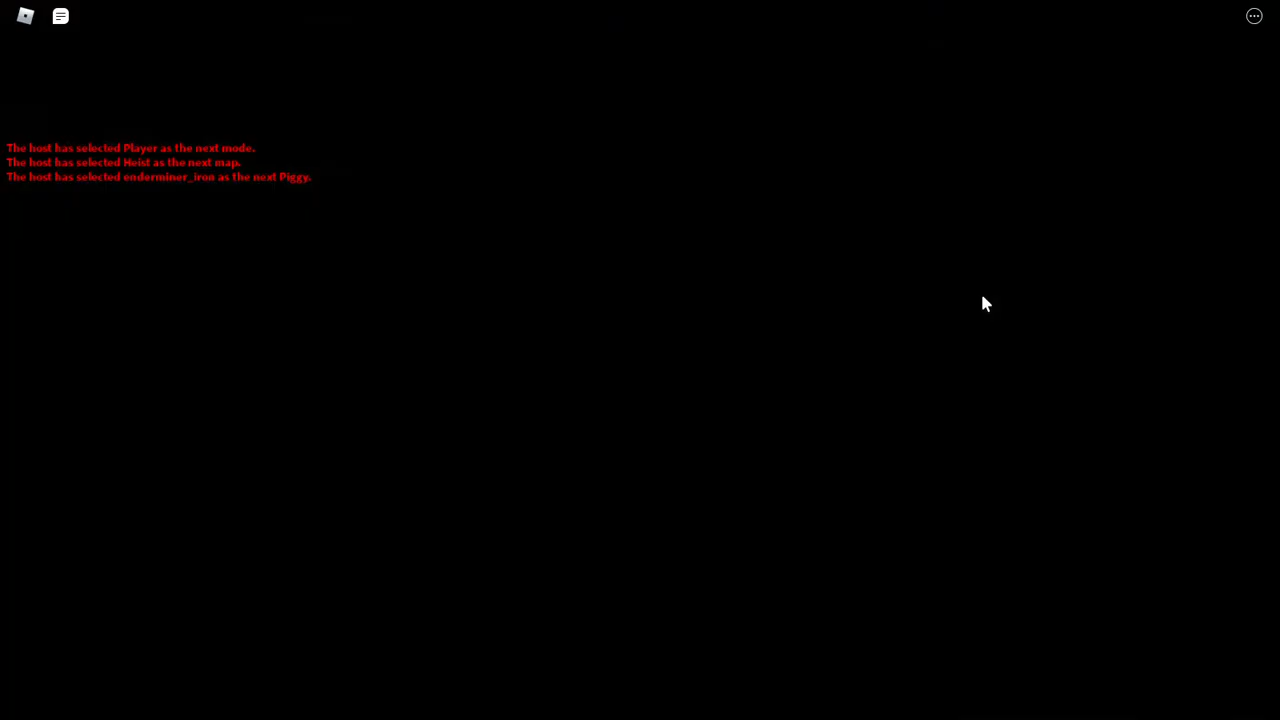 The host has selected Player as the next mode.
The host has selected Heist as the next map.
The host has selected enderminer_iron as the next Piggy.